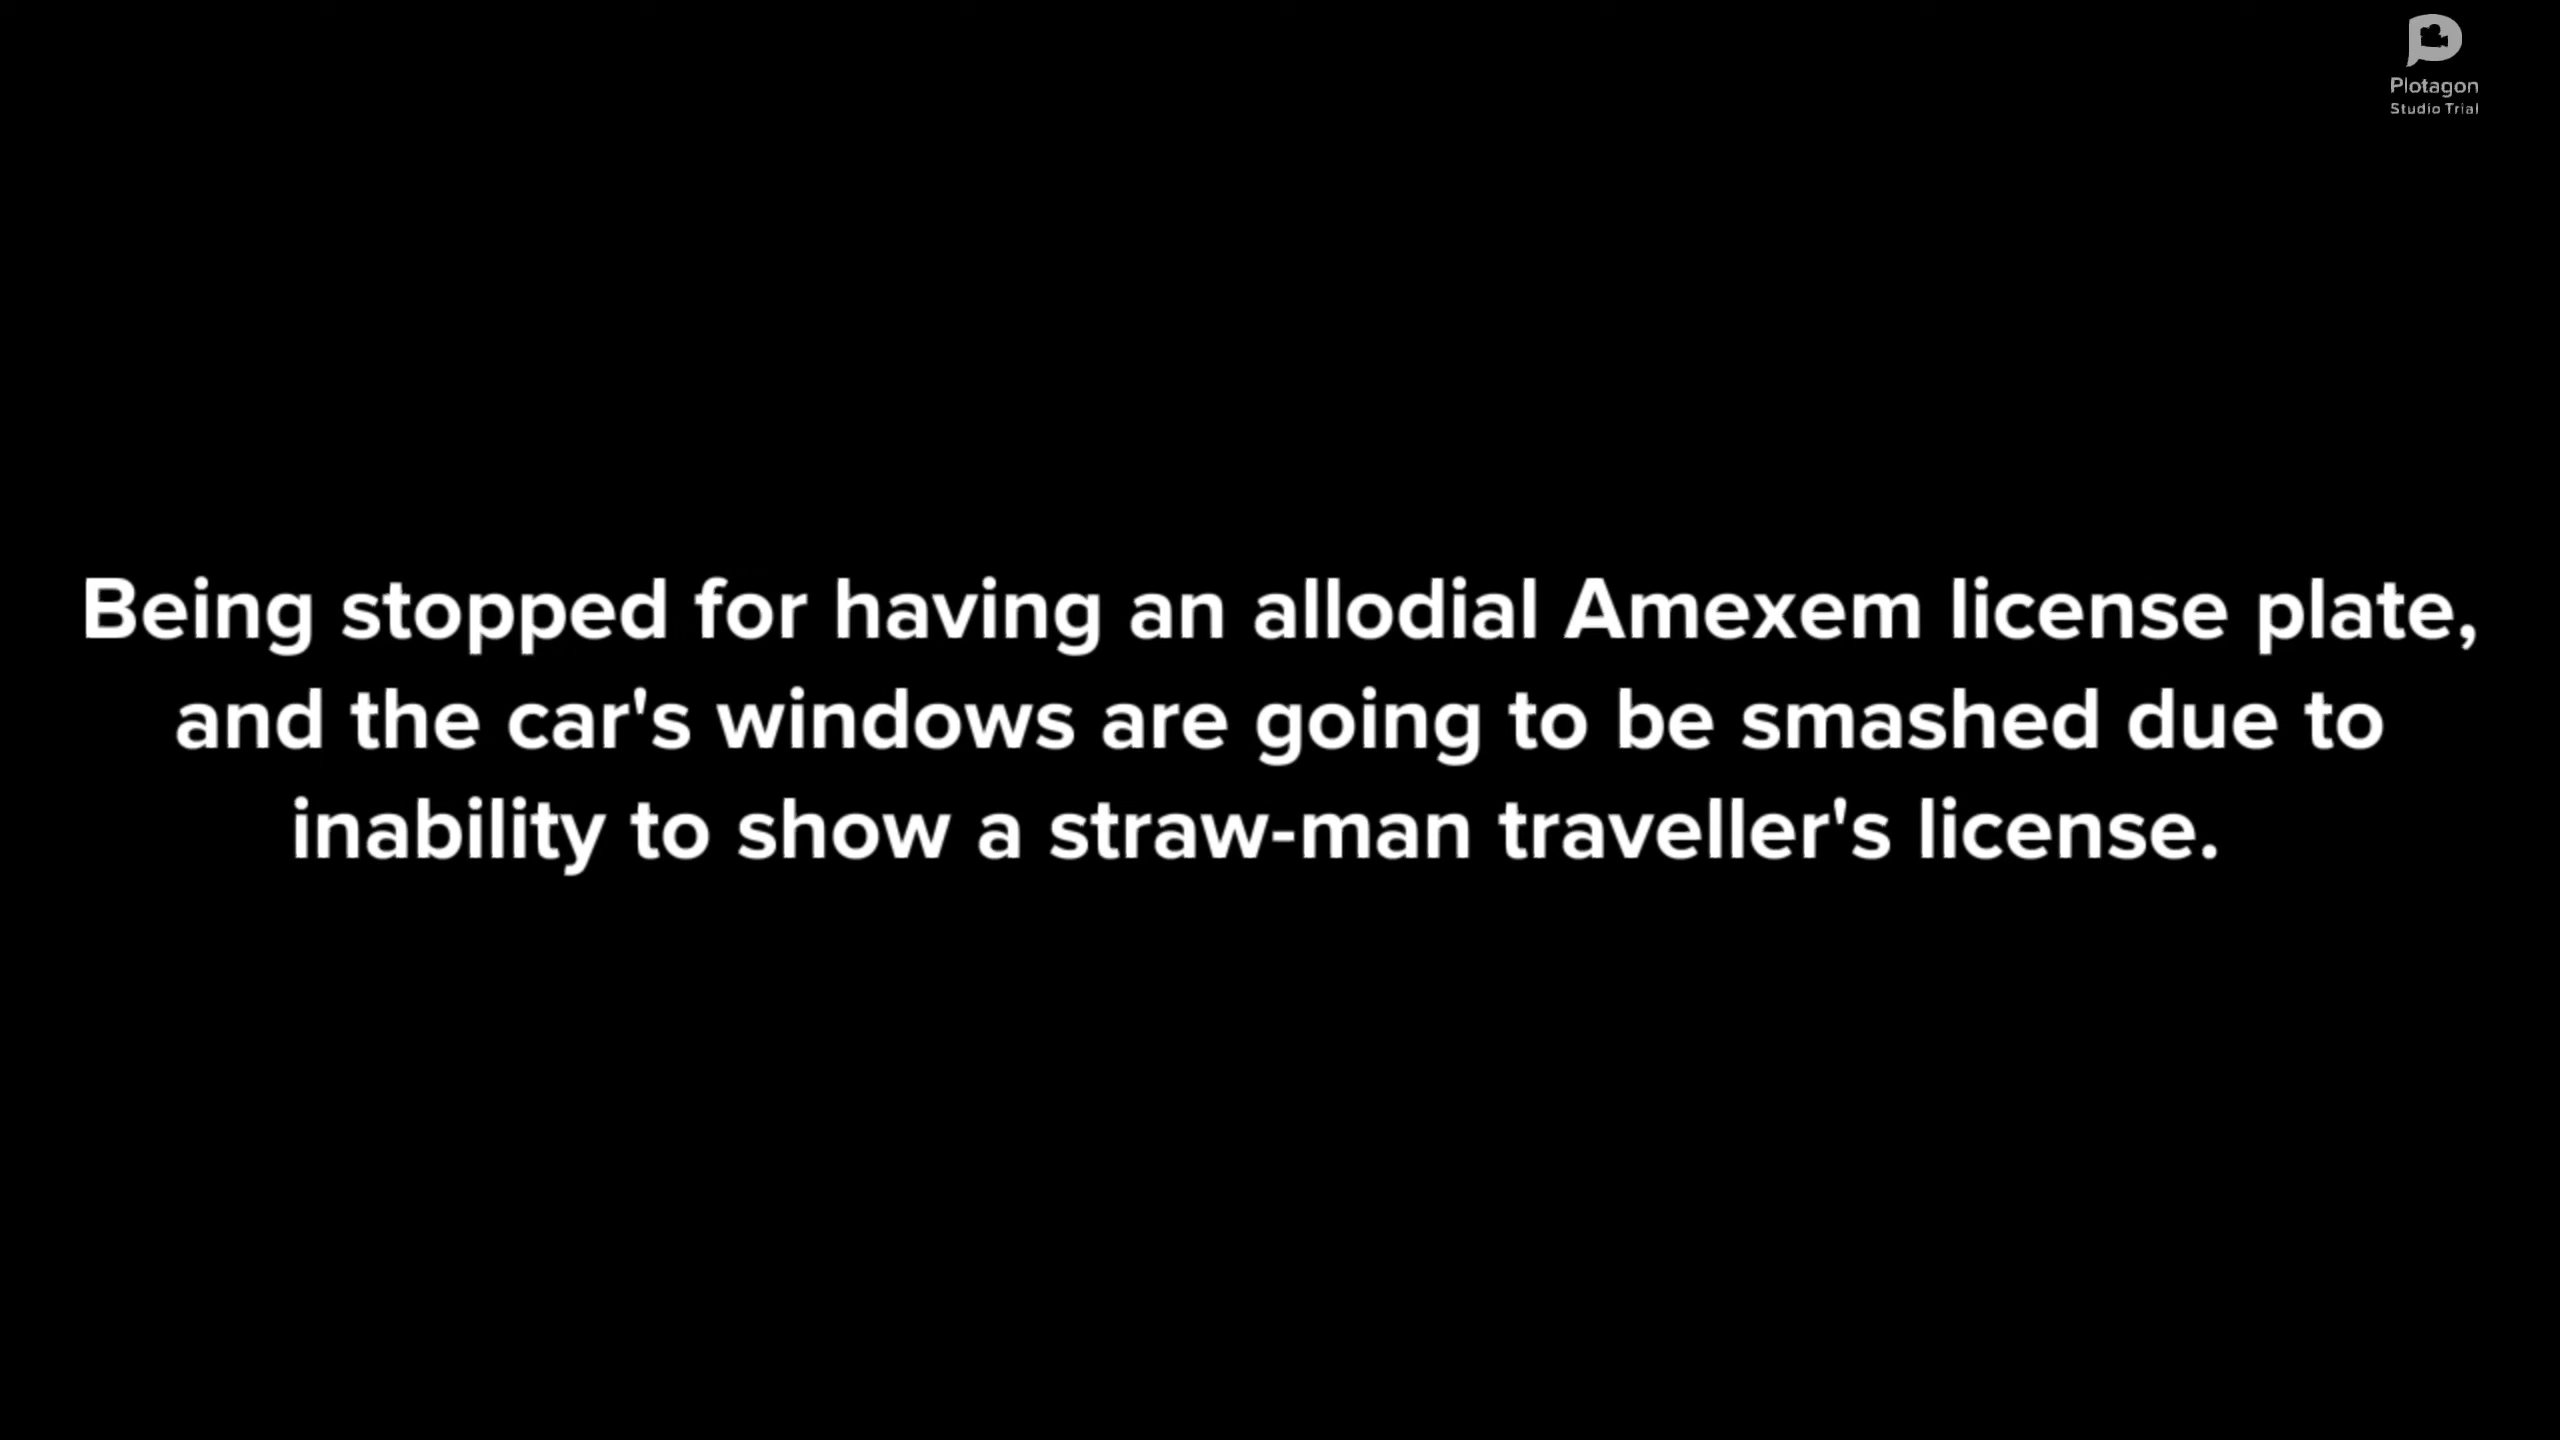 Plotagon
Studio Trial
Being stopped for having an allodial Amexem license plate,
and the car's windows are going to be smashed due to
inability to show a straw-man traveller's license.